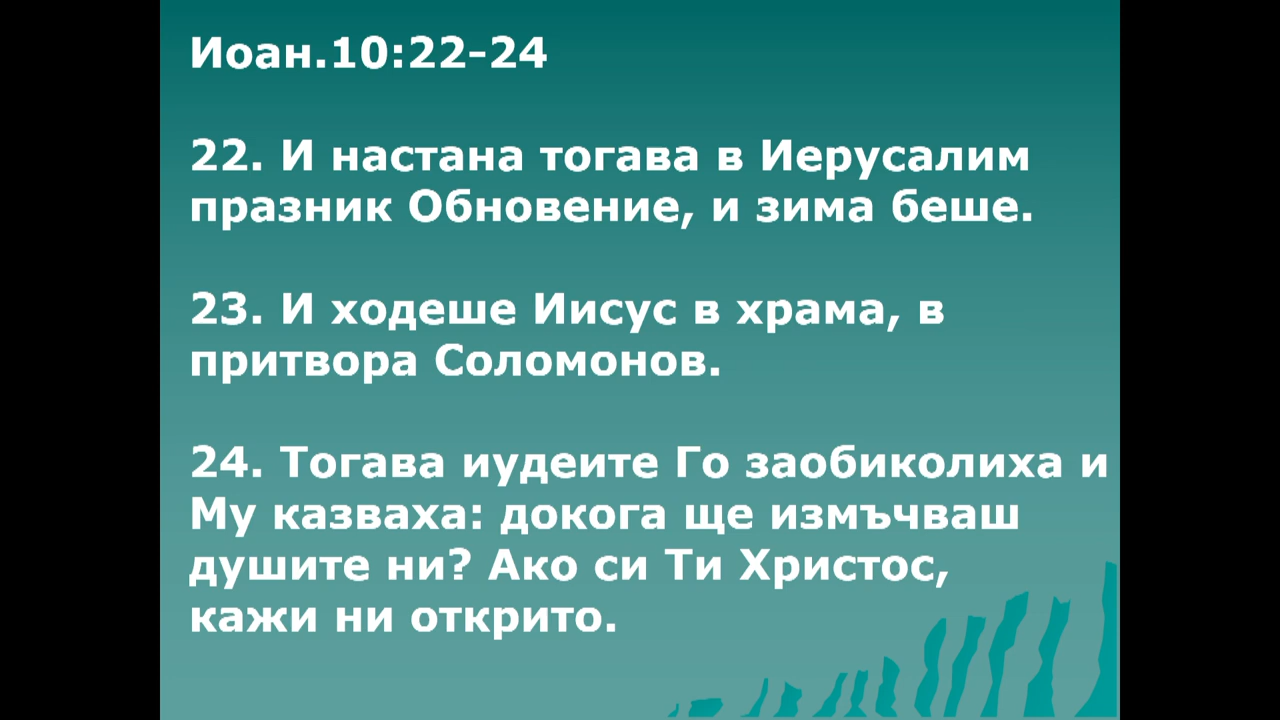 Иоан.10:22-24
22. И настана тогава в Иерусалим
празник Обновение, и зима беше.
23. И ходеше Иисус в храма, в
притвора Соломонов.
24. Тогава иудеите Го заобиколиха и
Му казваха: докога ще измъчваш
душите ни? Ако си Ти Христос,
кажи ни открито.